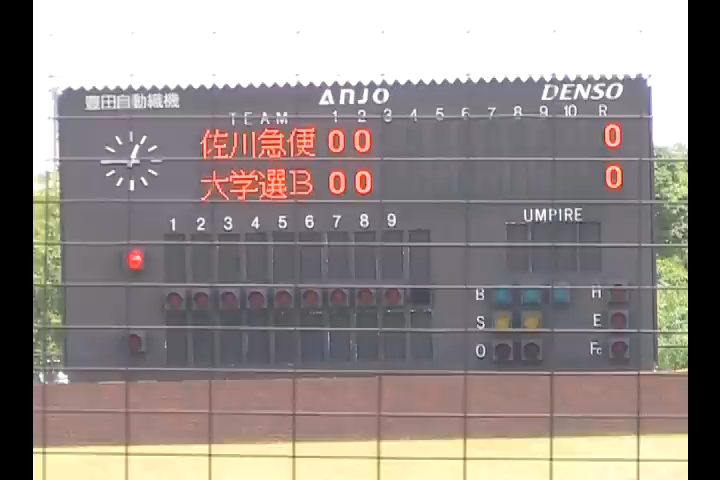 豊田自動織機 ANJO DENSO
TEAM 1 2 3 4 5 6 7 8 9 10 R
佐川急便 0 0 0
大学選B 0 0 0
UMPIRE
1 2 3 4 5 6 7 8 9
B H
S E
O Fc